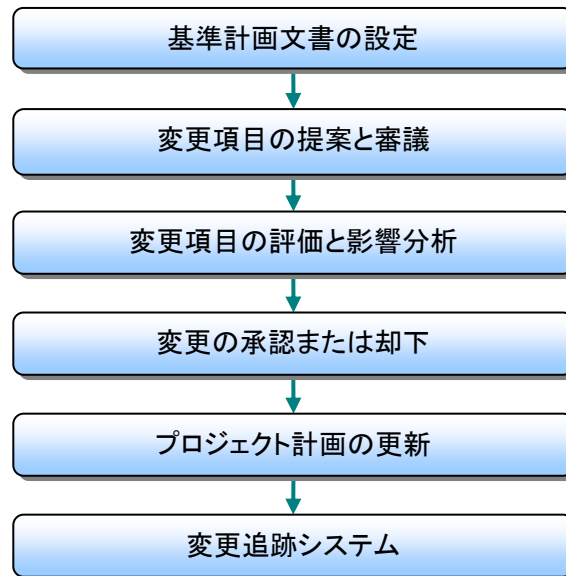 基準計画文書の設定
変更項目の提案と審議
変更項目の評価と影響分析
変更の承認または却下
プロジェクト計画の更新
変更追跡システム